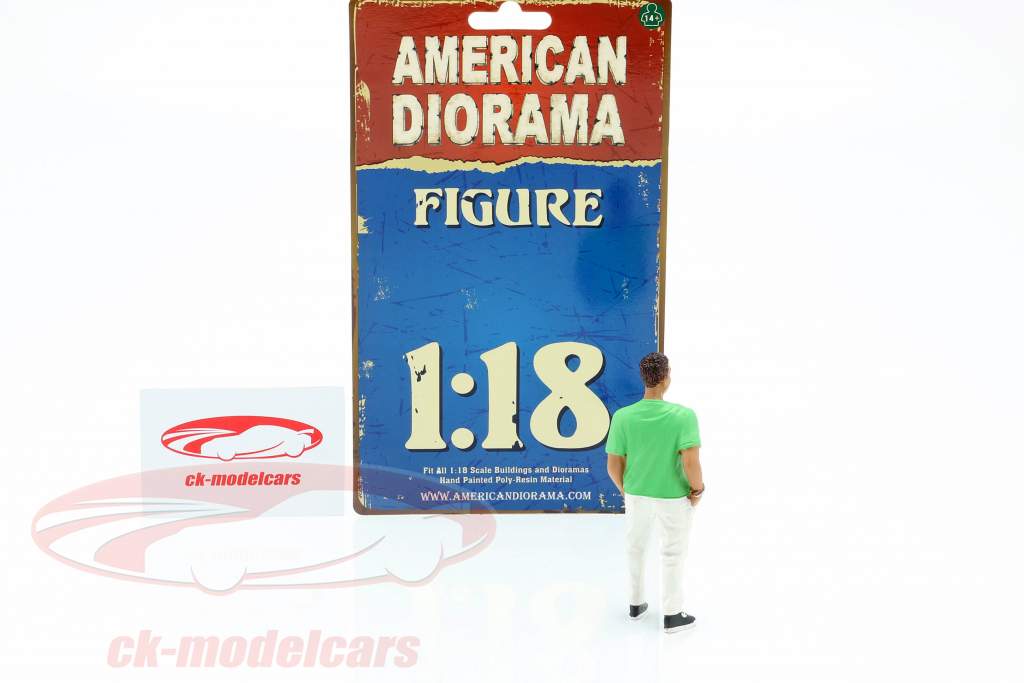 14+
AMERICAN
DIORAMA
FIGURE
1:18
Fit All 1:18 Scale Buildings and Dioramas
Hand Painted Poly-Resin Material
WWW.AMERICANDIORAMA.COM
ck-modelcars
ck-modelcars